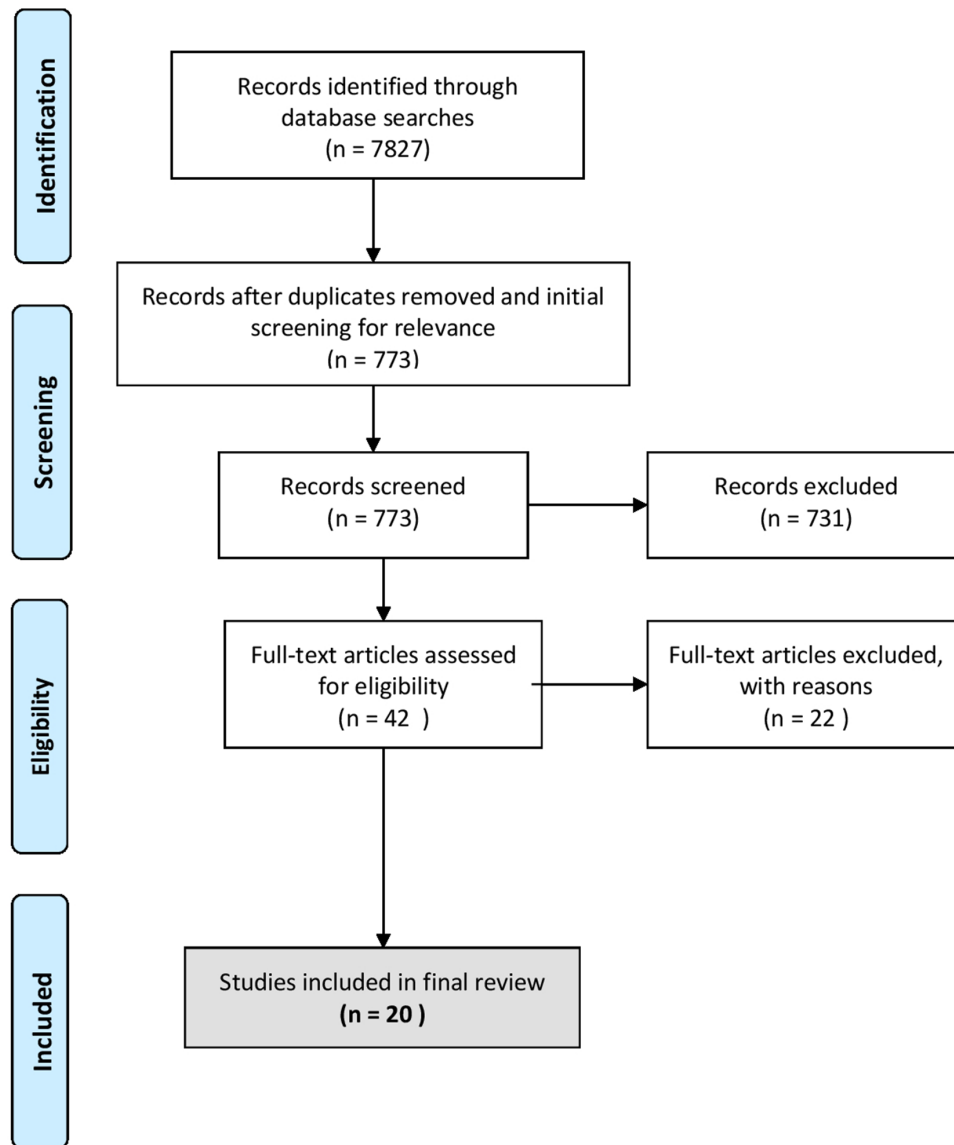 Identification
Records identified through
database searches
(n = 7827)
Records after duplicates removed and initial
screening for relevance
(n = 773)
Screening
Records screened
(n = 773)
Records excluded
(n = 731)
Eligibility
Full-text articles assessed
for eligibility
(n = 42 )
Full-text articles excluded,
with reasons
(n = 22 )
Included
Studies included in final review
(n = 20 )